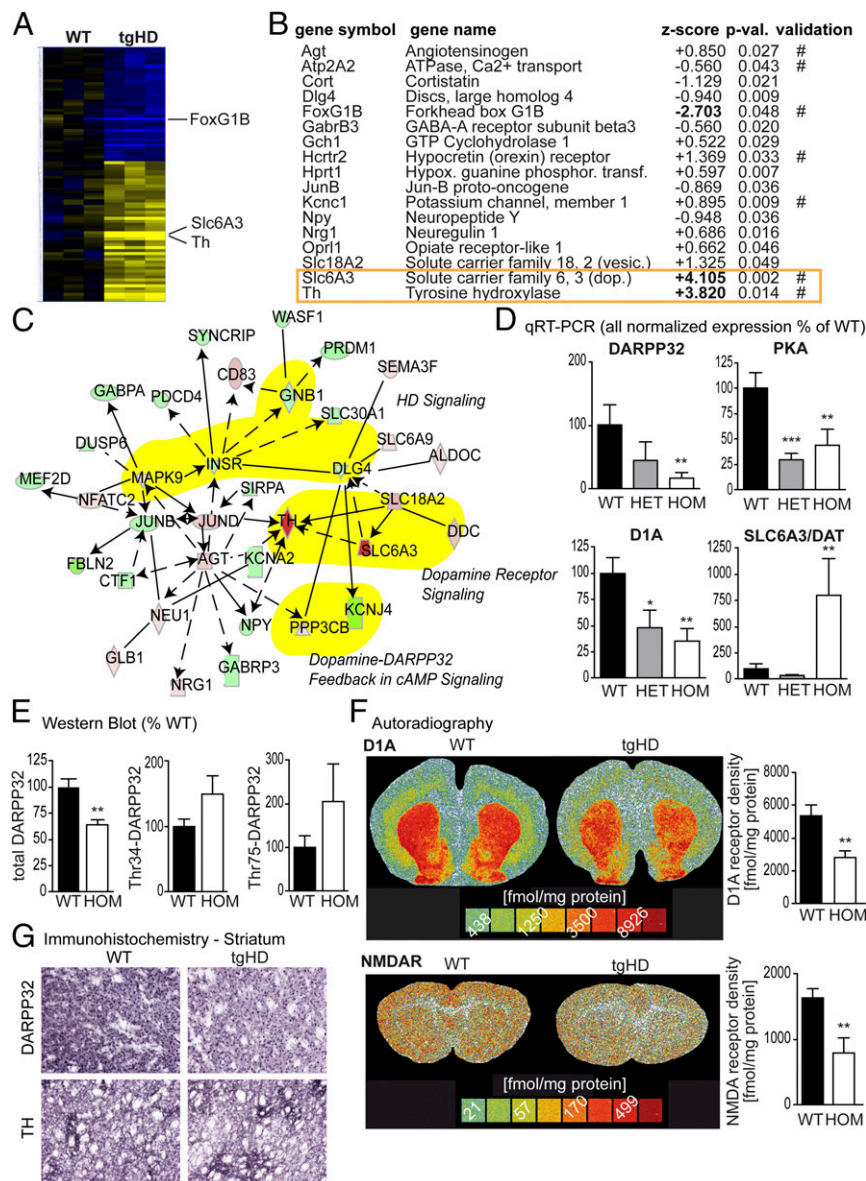 A
WT tgHD
FoxG1B
Slc6A3
Th
B
gene symbol gene name z-score p-val. validation
Agt Angiotensinogen +0.850 0.027 #
Atp2A2 ATPase, Ca2+ transport -0.560 0.043 #
Cort Cortistatin -1.129 0.021
Dlg4 Discs, large homolog 4 -0.940 0.009
FoxG1B Forkhead box G1B -2.703 0.048 #
GabrB3 GABA-A receptor subunit beta3 -0.560 0.020
Gch1 GTP Cyclohydrolase 1 +0.522 0.029
Hcrtr2 Hypocretin (orexin) receptor +1.369 0.033 #
Hprt1 Hypox. guanine phosphor. transf. +0.597 0.007
JunB Jun-B proto-oncogene -0.869 0.036
Kcnc1 Potassium channel, member 1 +0.895 0.009 #
Npy Neuropeptide Y -0.948 0.036
Nrg1 Neuregulin 1 +0.686 0.016
Oprl1 Opiate receptor-like 1 +0.662 0.046
Slc18A2 Solute carrier family 18, 2 (vesic.) +1.325 0.049
Slc6A3 Solute carrier family 6, 3 (dop.) +4.105 0.002 #
Th Tyrosine hydroxylase +3.820 0.014 #
C
WASF1
SYNCRIP
PRDM1
CD83
SEMA3F
GABPA
PDCD4
GNB1
HD Signaling
SLC30A1
DUSP6
SLC6A9
INSR
ALDOC
MAPK9
DLG4
MEF2D
NFATC2
SIRPA
SLC18A2
JUNB
JUND
TH
DDC
FBLN2
AGT
KCNA2
SLC6A3
CTF1
Dopamine Receptor
Signaling
NEU1
NPY
PPP3CB
KCNJ4
GLB1
GABRP3
NRG1
Dopamine-DARPP32
Feedback in cAMP Signaling
D
qRT-PCR (all normalized expression % of WT)
DARPP32
200
100
50
0
**
WT HET HOM
PKA
125
100
75
50
25
0
***
**
WT HET HOM
D1A
125
100
75
50
25
0
*
**
WT HET HOM
SLC6A3/DAT
1250
1000
750
500
250
0
**
WT HET HOM
E
Western Blot (% WT)
total DARPP32
125
100
75
50
25
0
**
WT HOM
Thr34-DARPP32
200
100
0
WT HOM
Thr75-DARPP32
300
200
100
0
WT HOM
F
Autoradiography
D1A
WT
tgHD
[fmol/mg protein]
438 1250 3500 8926
D1A receptor density
[fmol/mg protein]
8000
6000
4000
2000
0
**
WT HOM
NMDAR
WT
tgHD
[fmol/mg protein]
21 57 170 499
NMDA receptor density
[fmol/mg protein]
2000
1000
0
**
WT HOM
G
Immunohistochemistry - Striatum
WT tgHD
DARPP32
TH